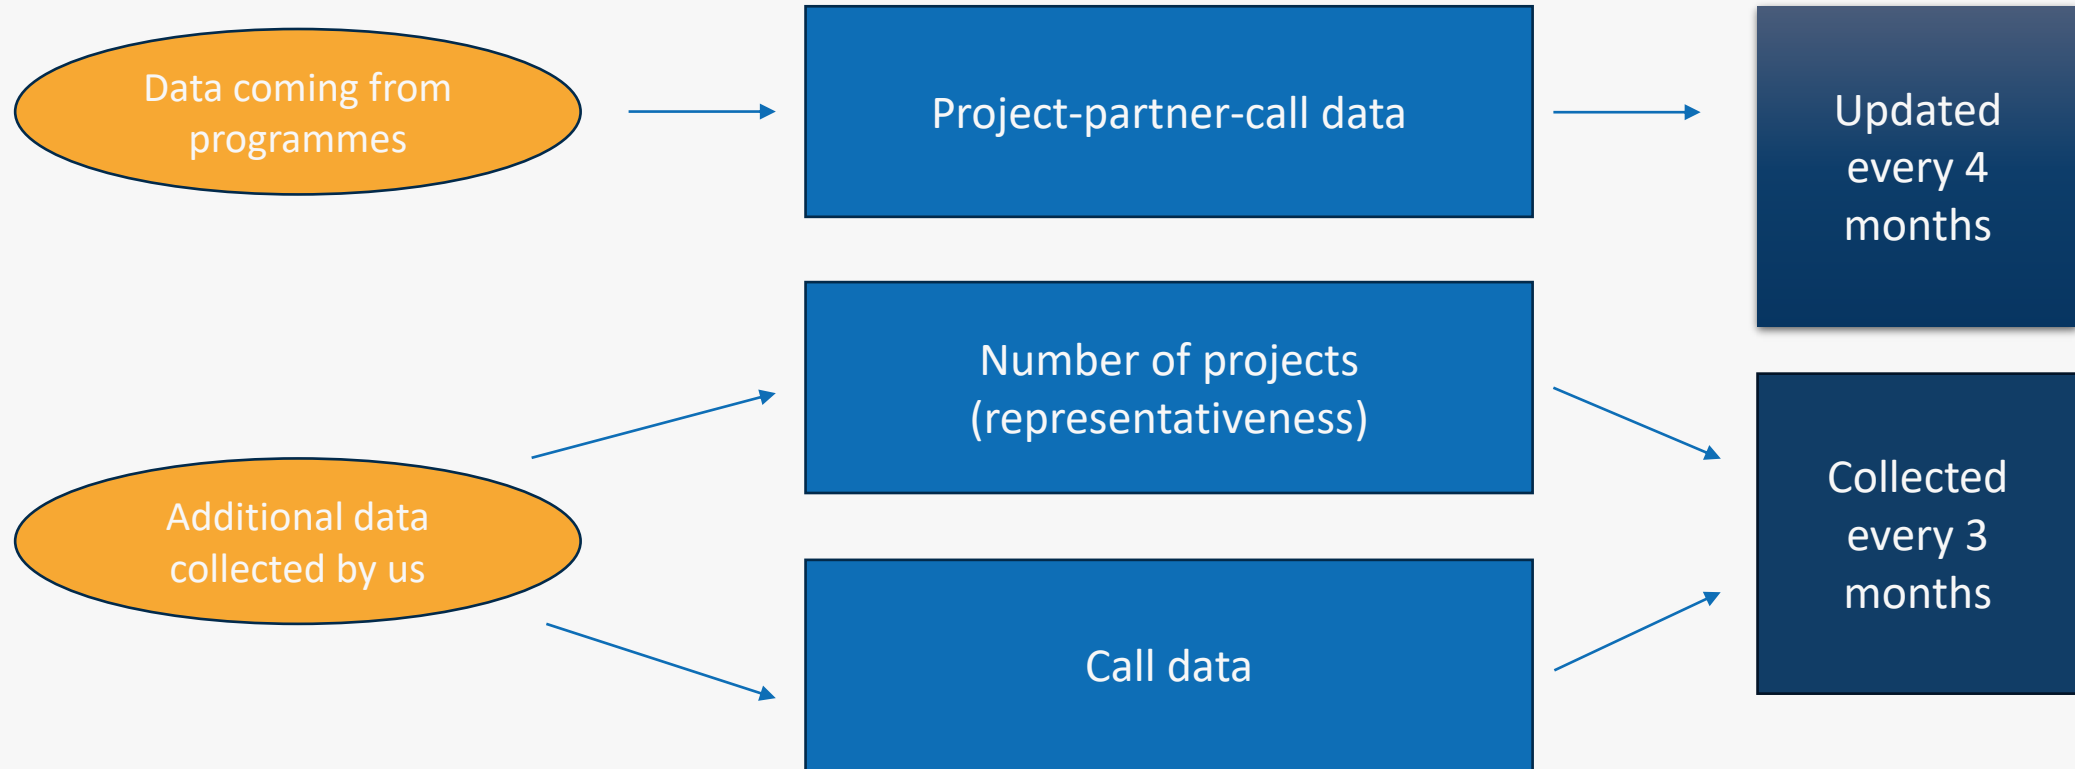 Data coming from
programmes
Project-partner-call data
Updated
every 4
months
Number of projects
(representativeness)
Additional data
collected by us
Collected
every 3
months
Call data